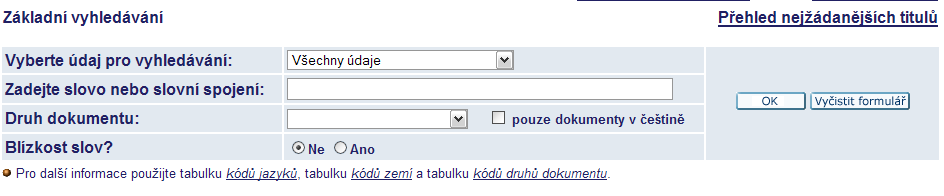 Základní vyhledávání Přehled nejžádanějších titulů
Vyberte údaj pro vyhledávání: Všechny údaje
Zadejte slovo nebo slovní spojení: OK Vyčistit formulář
Druh dokumentu: pouze dokumenty v češtině
Blízkost slov? Ne Ano
Pro další informace použijte tabulku kódů jazyků, tabulku kódů zemí a tabulku kódů druhů dokumentu.